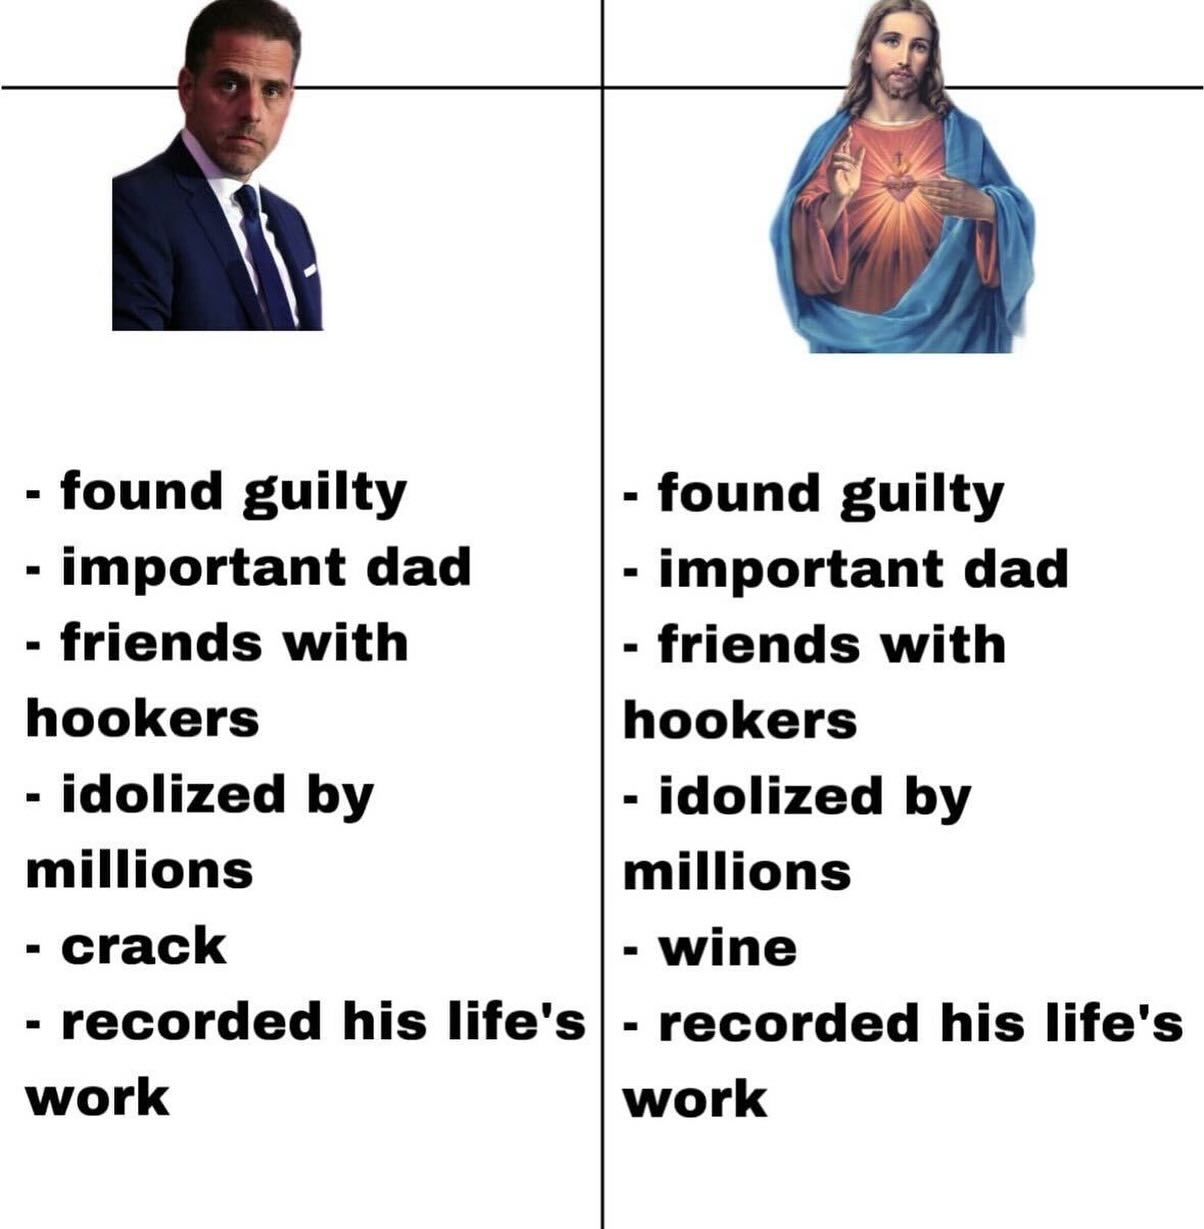 - found guilty
- important dad
- friends with
hookers
- idolized by
millions
- crack
- recorded his life's
work
- found guilty
- important dad
- friends with
hookers
- idolized by
millions
- wine
- recorded his life's
work